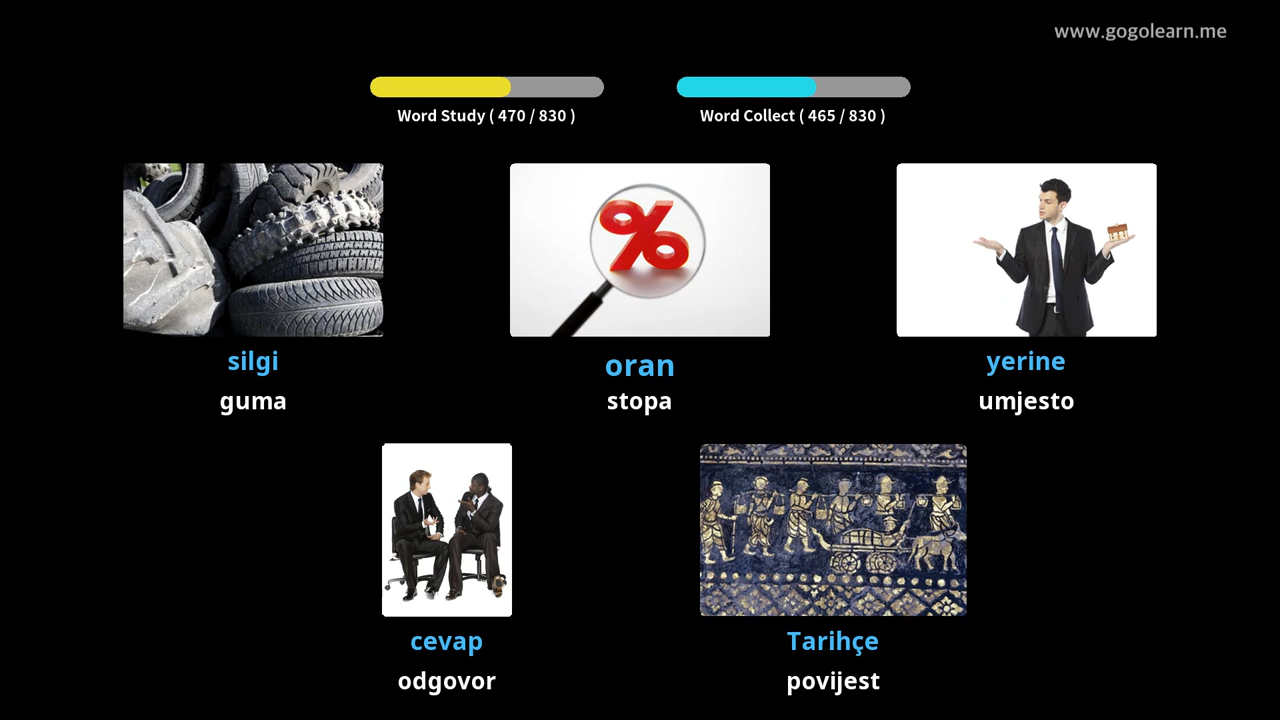 www.gogolearn.me
Word Study ( 470 / 830 )
Word Collect ( 465 / 830 )
silgi
guma
oran
stopa
yerine
umjesto
cevap
odgovor
Tarihçe
povijest